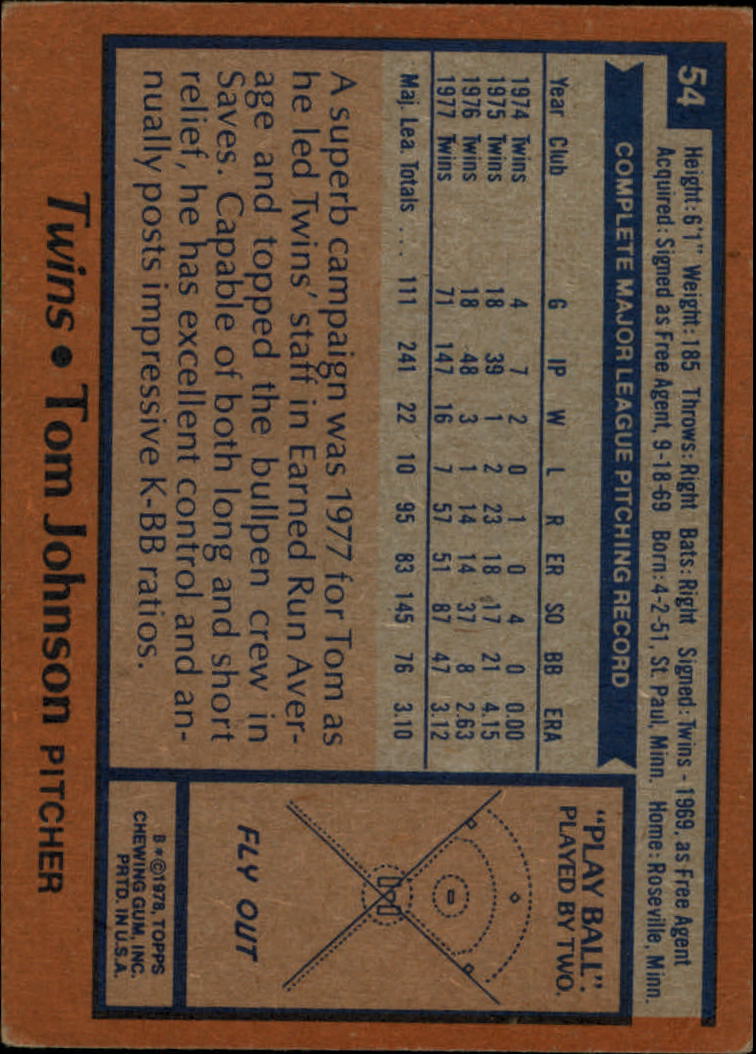 54
Height: 6'1" Weight: 185 Throws: Right Bats: Right Signed: Twins - 1969, as Free Agent
Acquired: Signed as Free Agent, 9-18-69 Born: 4-2-51, St. Paul, Minn. Home: Roseville, Minn.
COMPLETE MAJOR LEAGUE PITCHING RECORD
Year Club G IP W L R ER SO BB ERA
1974 Twins 4 7 2 0 1 0 4 0 0.00
1975 Twins 18 39 1 2 23 18 17 21 4.15
1976 Twins 18 48 3 1 14 14 37 8 2.63
1977 Twins 71 147 16 7 57 51 87 47 3.12
Maj. Lea. Totals ... 111 241 22 10 95 83 145 76 3.10
A superb campaign was 1977 for Tom as
he led Twins' staff in Earned Run Aver-
age and topped the bullpen crew in
Saves. Capable of both long and short
relief, he has excellent control and an-
nually posts impressive K-BB ratios.
"PLAY BALL".
PLAYED BY TWO.
FLY OUT
B*©1978, TOPPS
CHEWING GUM, INC.
PRTD. IN U.S.A.
Twins • Tom Johnson PITCHER